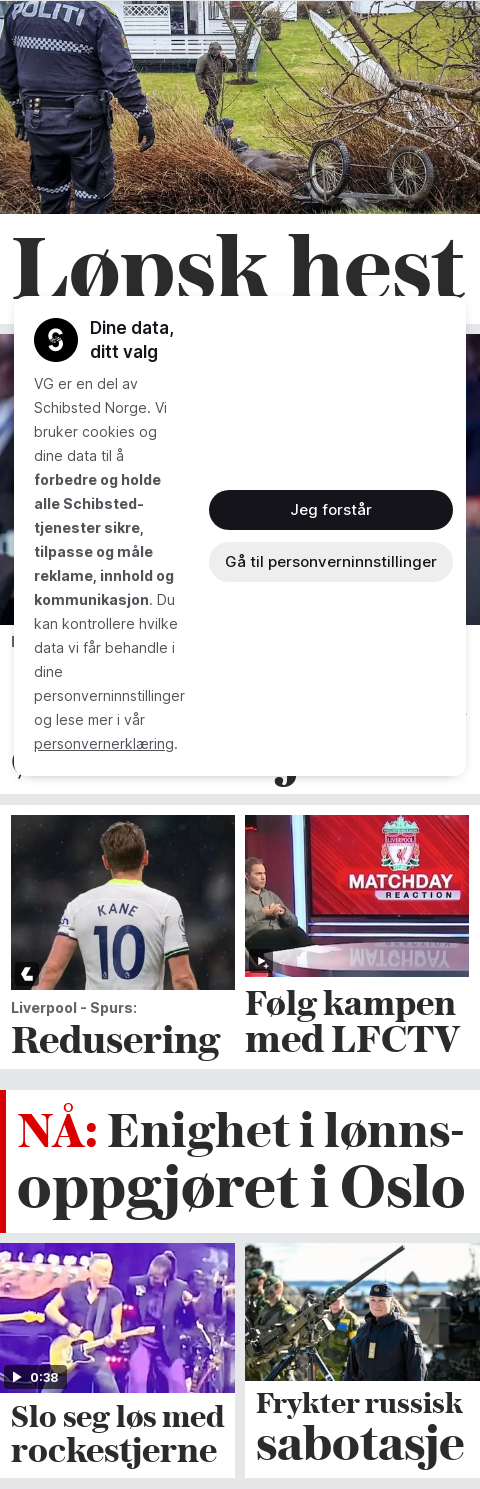 POLITI
Løpsk hest
Dine data,
ditt valg
VG er en del av
Schibsted Norge. Vi
bruker cookies og
dine data til å
forbedre og holde
alle Schibsted-
tjenester sikre,
tilpasse og måle
reklame, innhold og
kommunikasjon. Du
kan kontrollere hvilke
data vi får behandle i
dine
personverninnstillinger
og lese mer i vår
personvernerklæring.
Jeg forstår
Gå til personverninnstillinger
KANE
10
LIVERPOOL
MATCHDAY
REACTION
Liverpool - Spurs:
Redusering
Følg kampen
med LFCTV
NÅ: Enighet i lønns-
oppgjøret i Oslo
0:38
Slo seg løs med
rockestjerne
Frykter russisk
sabotasje